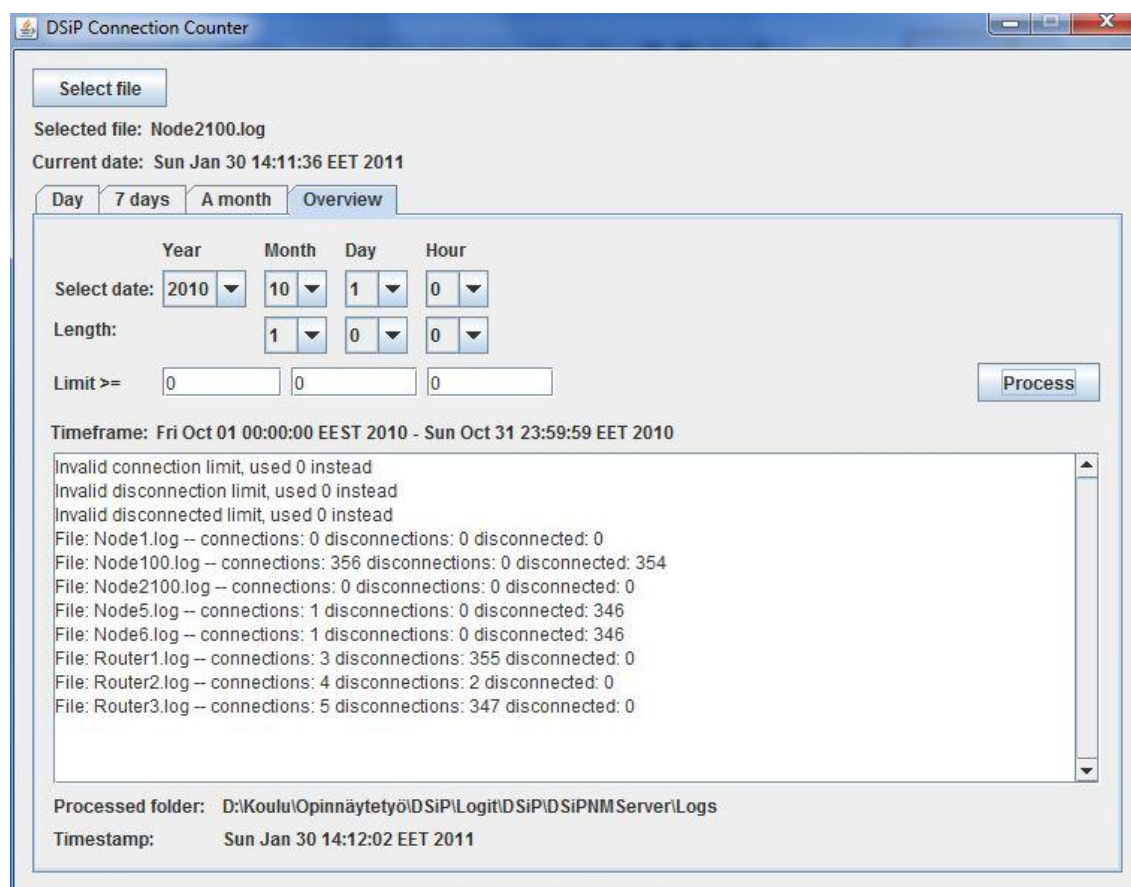 DSiP Connection Counter
Select file
Selected file: Node2100.log
Current date: Sun Jan 30 14:11:36 EET 2011
Day 7 days A month Overview
Year Month Day Hour
Select date: 2010 10 1 0
Length: 1 0 0
Limit >= 0 0 0 Process
Timeframe: Fri Oct 01 00:00:00 EEST 2010 - Sun Oct 31 23:59:59 EET 2010
Invalid connection limit, used 0 instead
Invalid disconnection limit, used 0 instead
Invalid disconnected limit, used 0 instead
File: Node1.log -- connections: 0 disconnections: 0 disconnected: 0
File: Node100.log -- connections: 356 disconnections: 0 disconnected: 354
File: Node2100.log -- connections: 0 disconnections: 0 disconnected: 0
File: Node5.log -- connections: 1 disconnections: 0 disconnected: 346
File: Node6.log -- connections: 1 disconnections: 0 disconnected: 346
File: Router1.log -- connections: 3 disconnections: 355 disconnected: 0
File: Router2.log -- connections: 4 disconnections: 2 disconnected: 0
File: Router3.log -- connections: 5 disconnections: 347 disconnected: 0
Processed folder: D:\Koulu\Opinnäytetyö\DSiP\Logit\DSiP\DSiPNMServer\Logs
Timestamp: Sun Jan 30 14:12:02 EET 2011